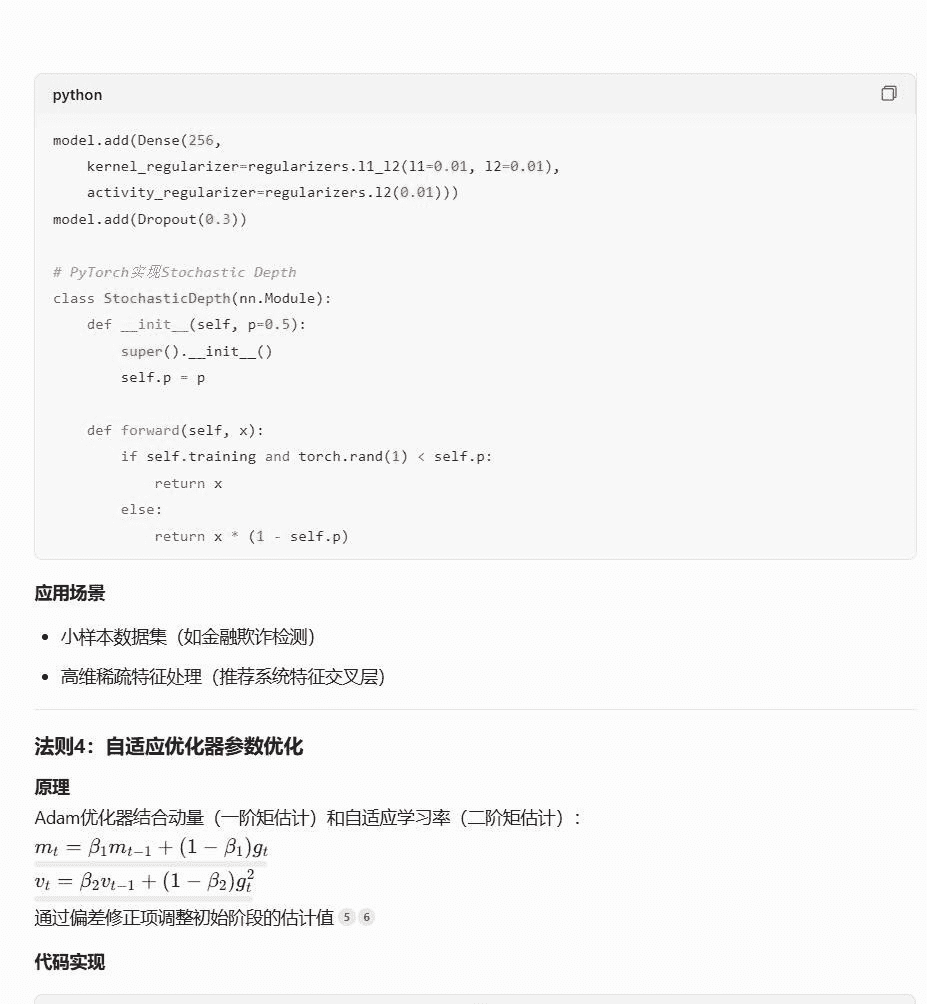 python
model.add(Dense(256,
    kernel_regularizer=regularizers.l1_l2(l1=0.01, l2=0.01),
    activity_regularizer=regularizers.l2(0.01)))
model.add(Dropout(0.3))
# PyTorch实现Stochastic Depth
class StochasticDepth(nn.Module):
    def __init__(self, p=0.5):
        super().__init__()
        self.p = p
    def forward(self, x):
        if self.training and torch.rand(1) < self.p:
            return x
        else:
            return x * (1 - self.p)
应用场景
• 小样本数据集（如金融欺诈检测）
• 高维稀疏特征处理（推荐系统特征交叉层）
法则4：自适应优化器参数优化
原理
Adam优化器结合动量（一阶矩估计）和自适应学习率（二阶矩估计）：
m_t = β_1m_{t−1} + (1 − β_1)g_t
v_t = β_2v_{t−1} + (1 − β_2)g_t^2
通过偏差修正项调整初始阶段的估计值 5 6
代码实现